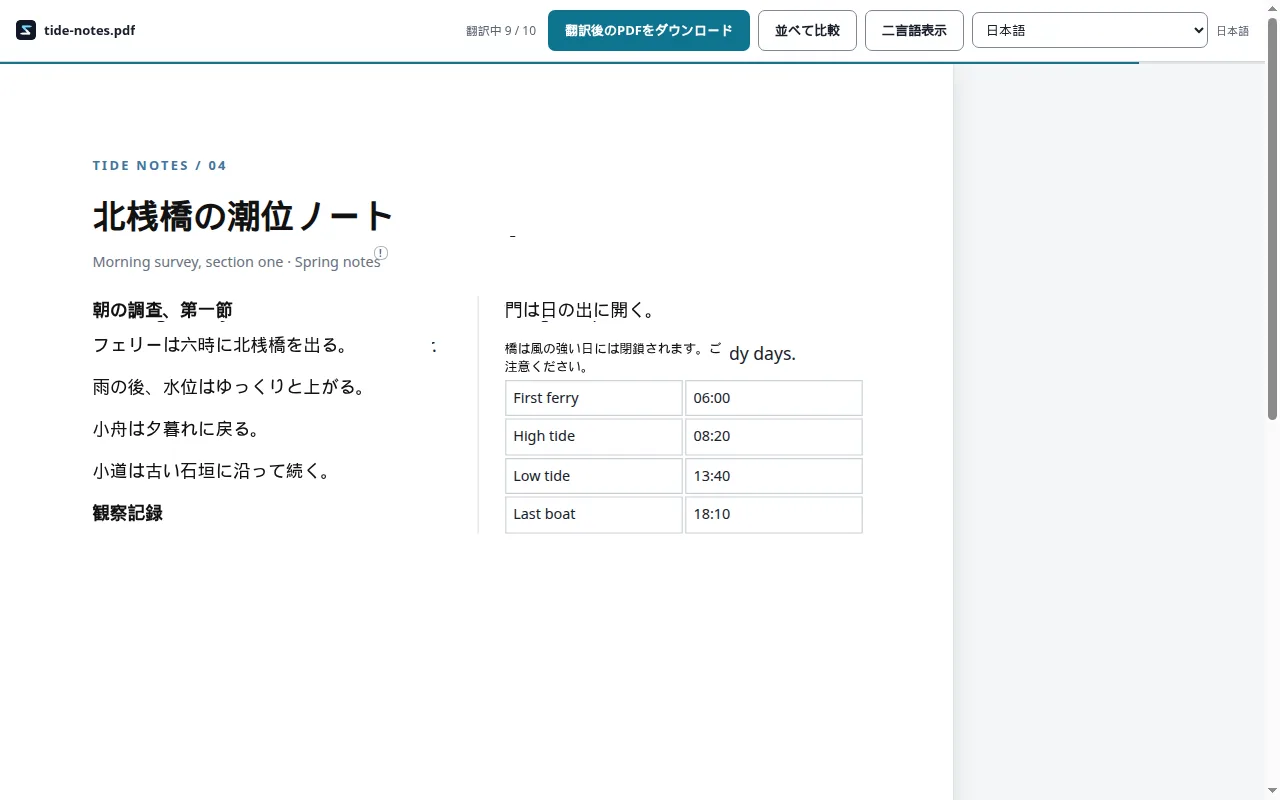 tide-notes.pdf
翻訳中 9 / 10
翻訳後のPDFをダウンロード
並べて比較
二言語表示
日本語
日本語
TIDE NOTES / 04
北桟橋の潮位ノート
Morning survey, section one · Spring notes
朝の調査、第一節
フェリーは六時に北桟橋を出る。
雨の後、水位はゆっくりと上がる。
小舟は夕暮れに戻る。
小道は古い石垣に沿って続く。
観察記録
門は日の出に開く。
橋は風の強い日には閉鎖されます。ご
注意ください。
dy days.
First ferry 06:00
High tide 08:20
Low tide 13:40
Last boat 18:10